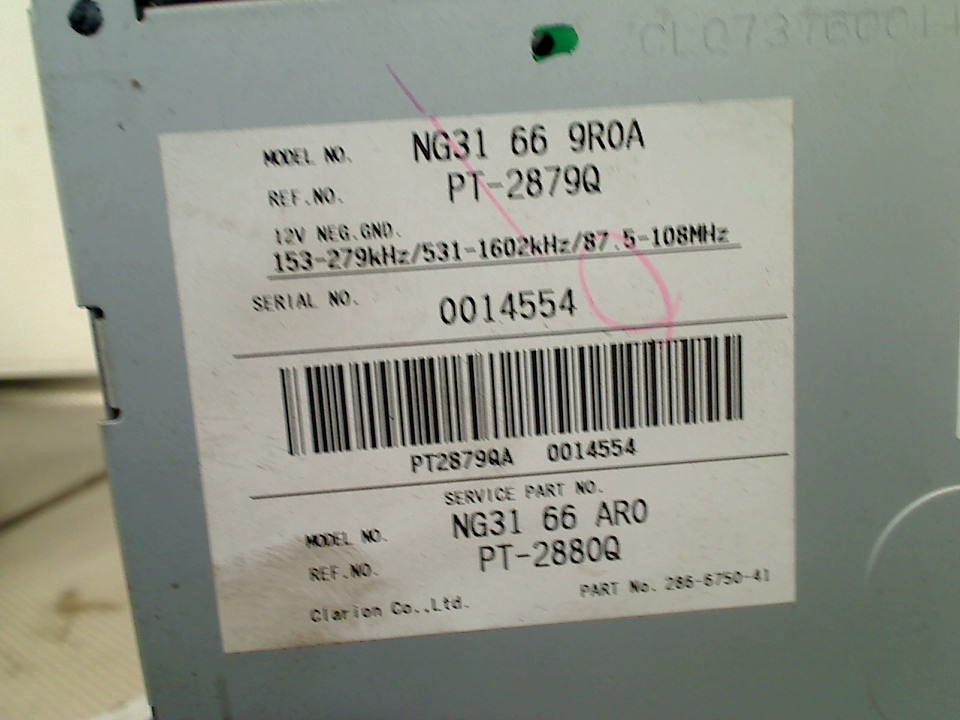 CL07376001
MODEL NO. NG31 66 9R0A
REF.NO. PT-2879Q
12V NEG.GND.
153-279kHz/531-1602kHz/87.5-108MHz
SERIAL NO. 0014554
PT2879QA 0014554
SERVICE PART NO.
MODEL NO. NG31 66 AR0
REF.NO. PT-2880Q
Clarion Co.,Ltd. PART No. 286-6750-41